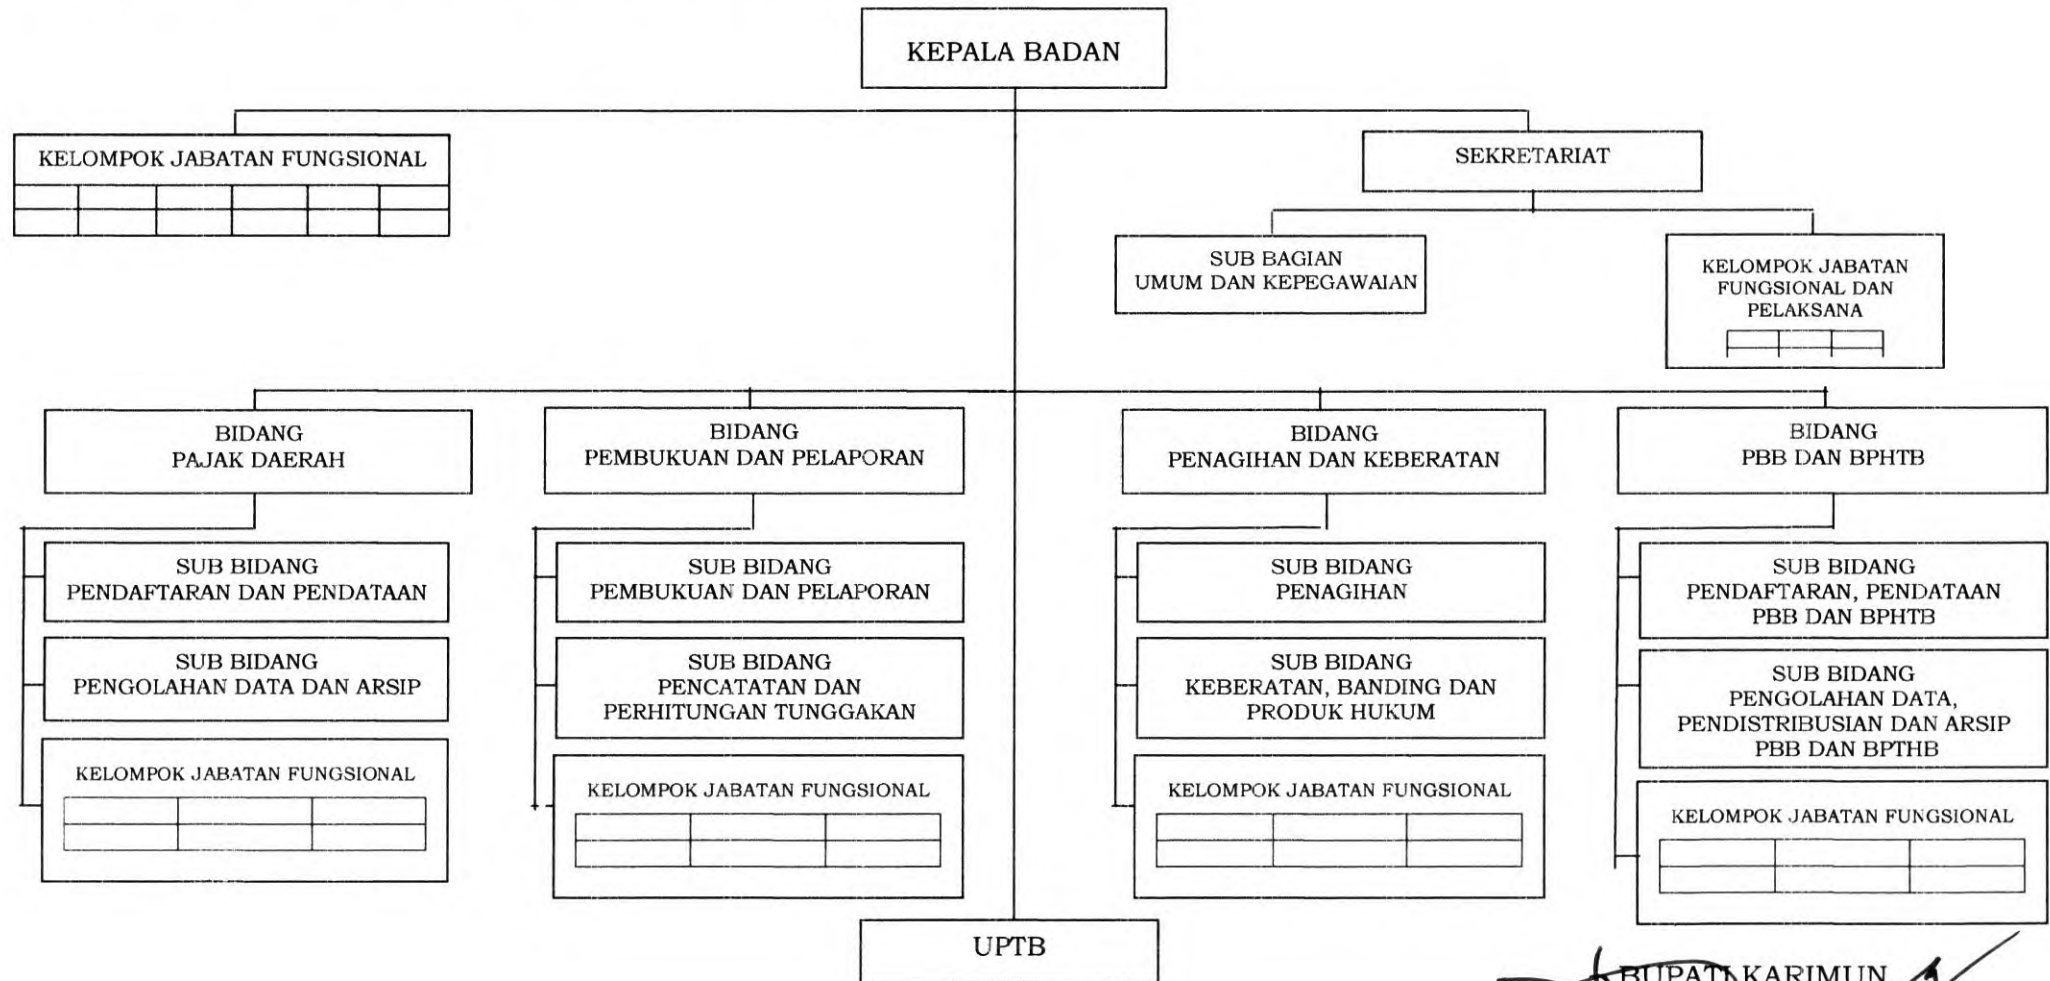 KEPALA BADAN
KELOMPOK JABATAN FUNGSIONAL
SEKRETARIAT
SUB BAGIAN
UMUM DAN KEPEGAWAIAN
KELOMPOK JABATAN
FUNGSIONAL DAN
PELAKSANA
BIDANG
PAJAK DAERAH
BIDANG
PEMBUKUAN DAN PELAPORAN
BIDANG
PENAGIHAN DAN KEBERATAN
BIDANG
PBB DAN BPHTB
SUB BIDANG
PENDAFTARAN DAN PENDATAAN
SUB BIDANG
PENGOLAHAN DATA DAN ARSIP
KELOMPOK JABATAN FUNGSIONAL
SUB BIDANG
PEMBUKUAN DAN PELAPORAN
SUB BIDANG
PENCATATAN DAN
PERHITUNGAN TUNGGAKAN
KELOMPOK JABATAN FUNGSIONAL
SUB BIDANG
PENAGIHAN
SUB BIDANG
KEBERATAN, BANDING DAN
PRODUK HUKUM
KELOMPOK JABATAN FUNGSIONAL
SUB BIDANG
PENDAFTARAN, PENDATAAN
PBB DAN BPHTB
SUB BIDANG
PENGOLAHAN DATA,
PENDISTRIBUSIAN DAN ARSIP
PBB DAN BPTHB
KELOMPOK JABATAN FUNGSIONAL
UPTB
BUPATI KARIMUN